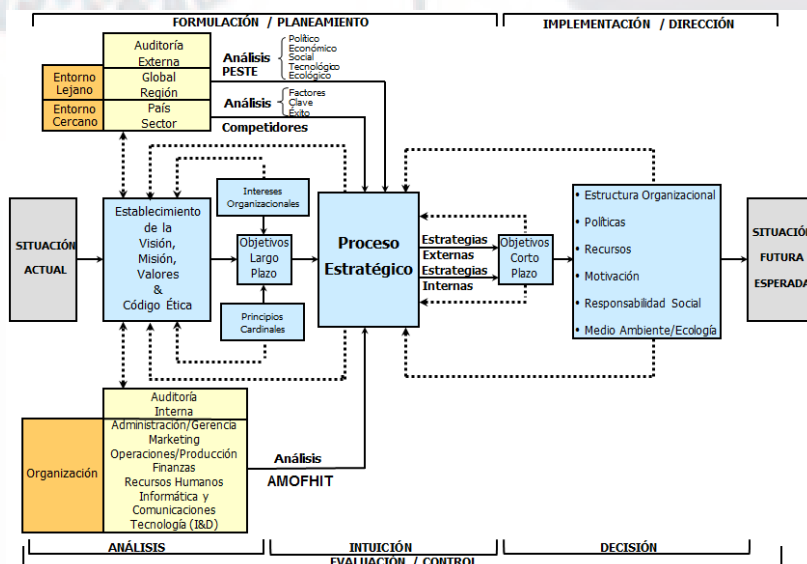 FORMULACIÓN / PLANEAMIENTO
IMPLEMENTACIÓN / DIRECCIÓN
Auditoría
Externa
Entorno
Lejano
Global
Región
Entorno
Cercano
País
Sector
Análisis
PESTE
Político
Económico
Social
Tecnológico
Ecológico
Análisis
Competidores
Factores
Clave
Éxito
SITUACIÓN
ACTUAL
Establecimiento
de la
Visión,
Misión,
Valores
&
Código Ética
Intereses
Organizacionales
Objetivos
Largo
Plazo
Principios
Cardinales
Proceso
Estratégico
Estrategias
Externas
Estrategias
Internas
Objetivos
Corto
Plazo
• Estructura Organizacional
• Políticas
• Recursos
• Motivación
• Responsabilidad Social
• Medio Ambiente/Ecología
SITUACIÓN
FUTURA
ESPERADA
Organización
Auditoría
Interna
Administración/Gerencia
Marketing
Operaciones/Producción
Finanzas
Recursos Humanos
Informática y
Comunicaciones
Tecnología (I&D)
Análisis
AMOFHIT
ANÁLISIS
INTUICIÓN
DECISIÓN
EVALUACIÓN / CONTROL